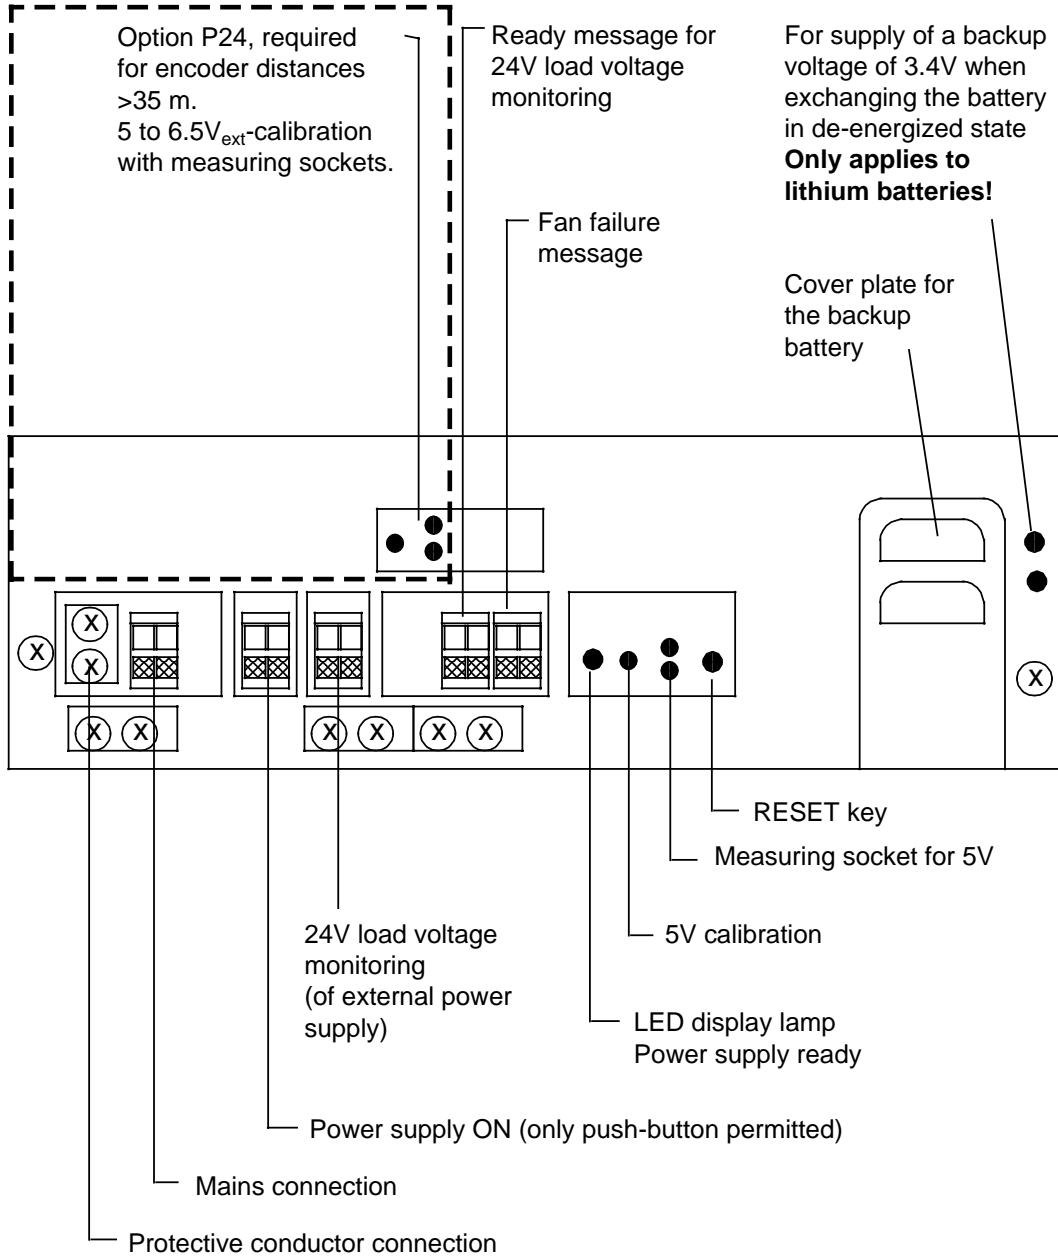 Option P24, required
for encoder distances
>35 m.
5 to 6.5Vext-calibration
with measuring sockets.
Ready message for
24V load voltage
monitoring
For supply of a backup
voltage of 3.4V when
exchanging the battery
in de-energized state
Only applies to
lithium batteries!
Fan failure
message
Cover plate for
the backup
battery
X
X
X
X
X X
X X
X X
RESET key
Measuring socket for 5V
24V load voltage
monitoring
(of external power
supply)
5V calibration
LED display lamp
Power supply ready
Power supply ON (only push-button permitted)
Mains connection
Protective conductor connection